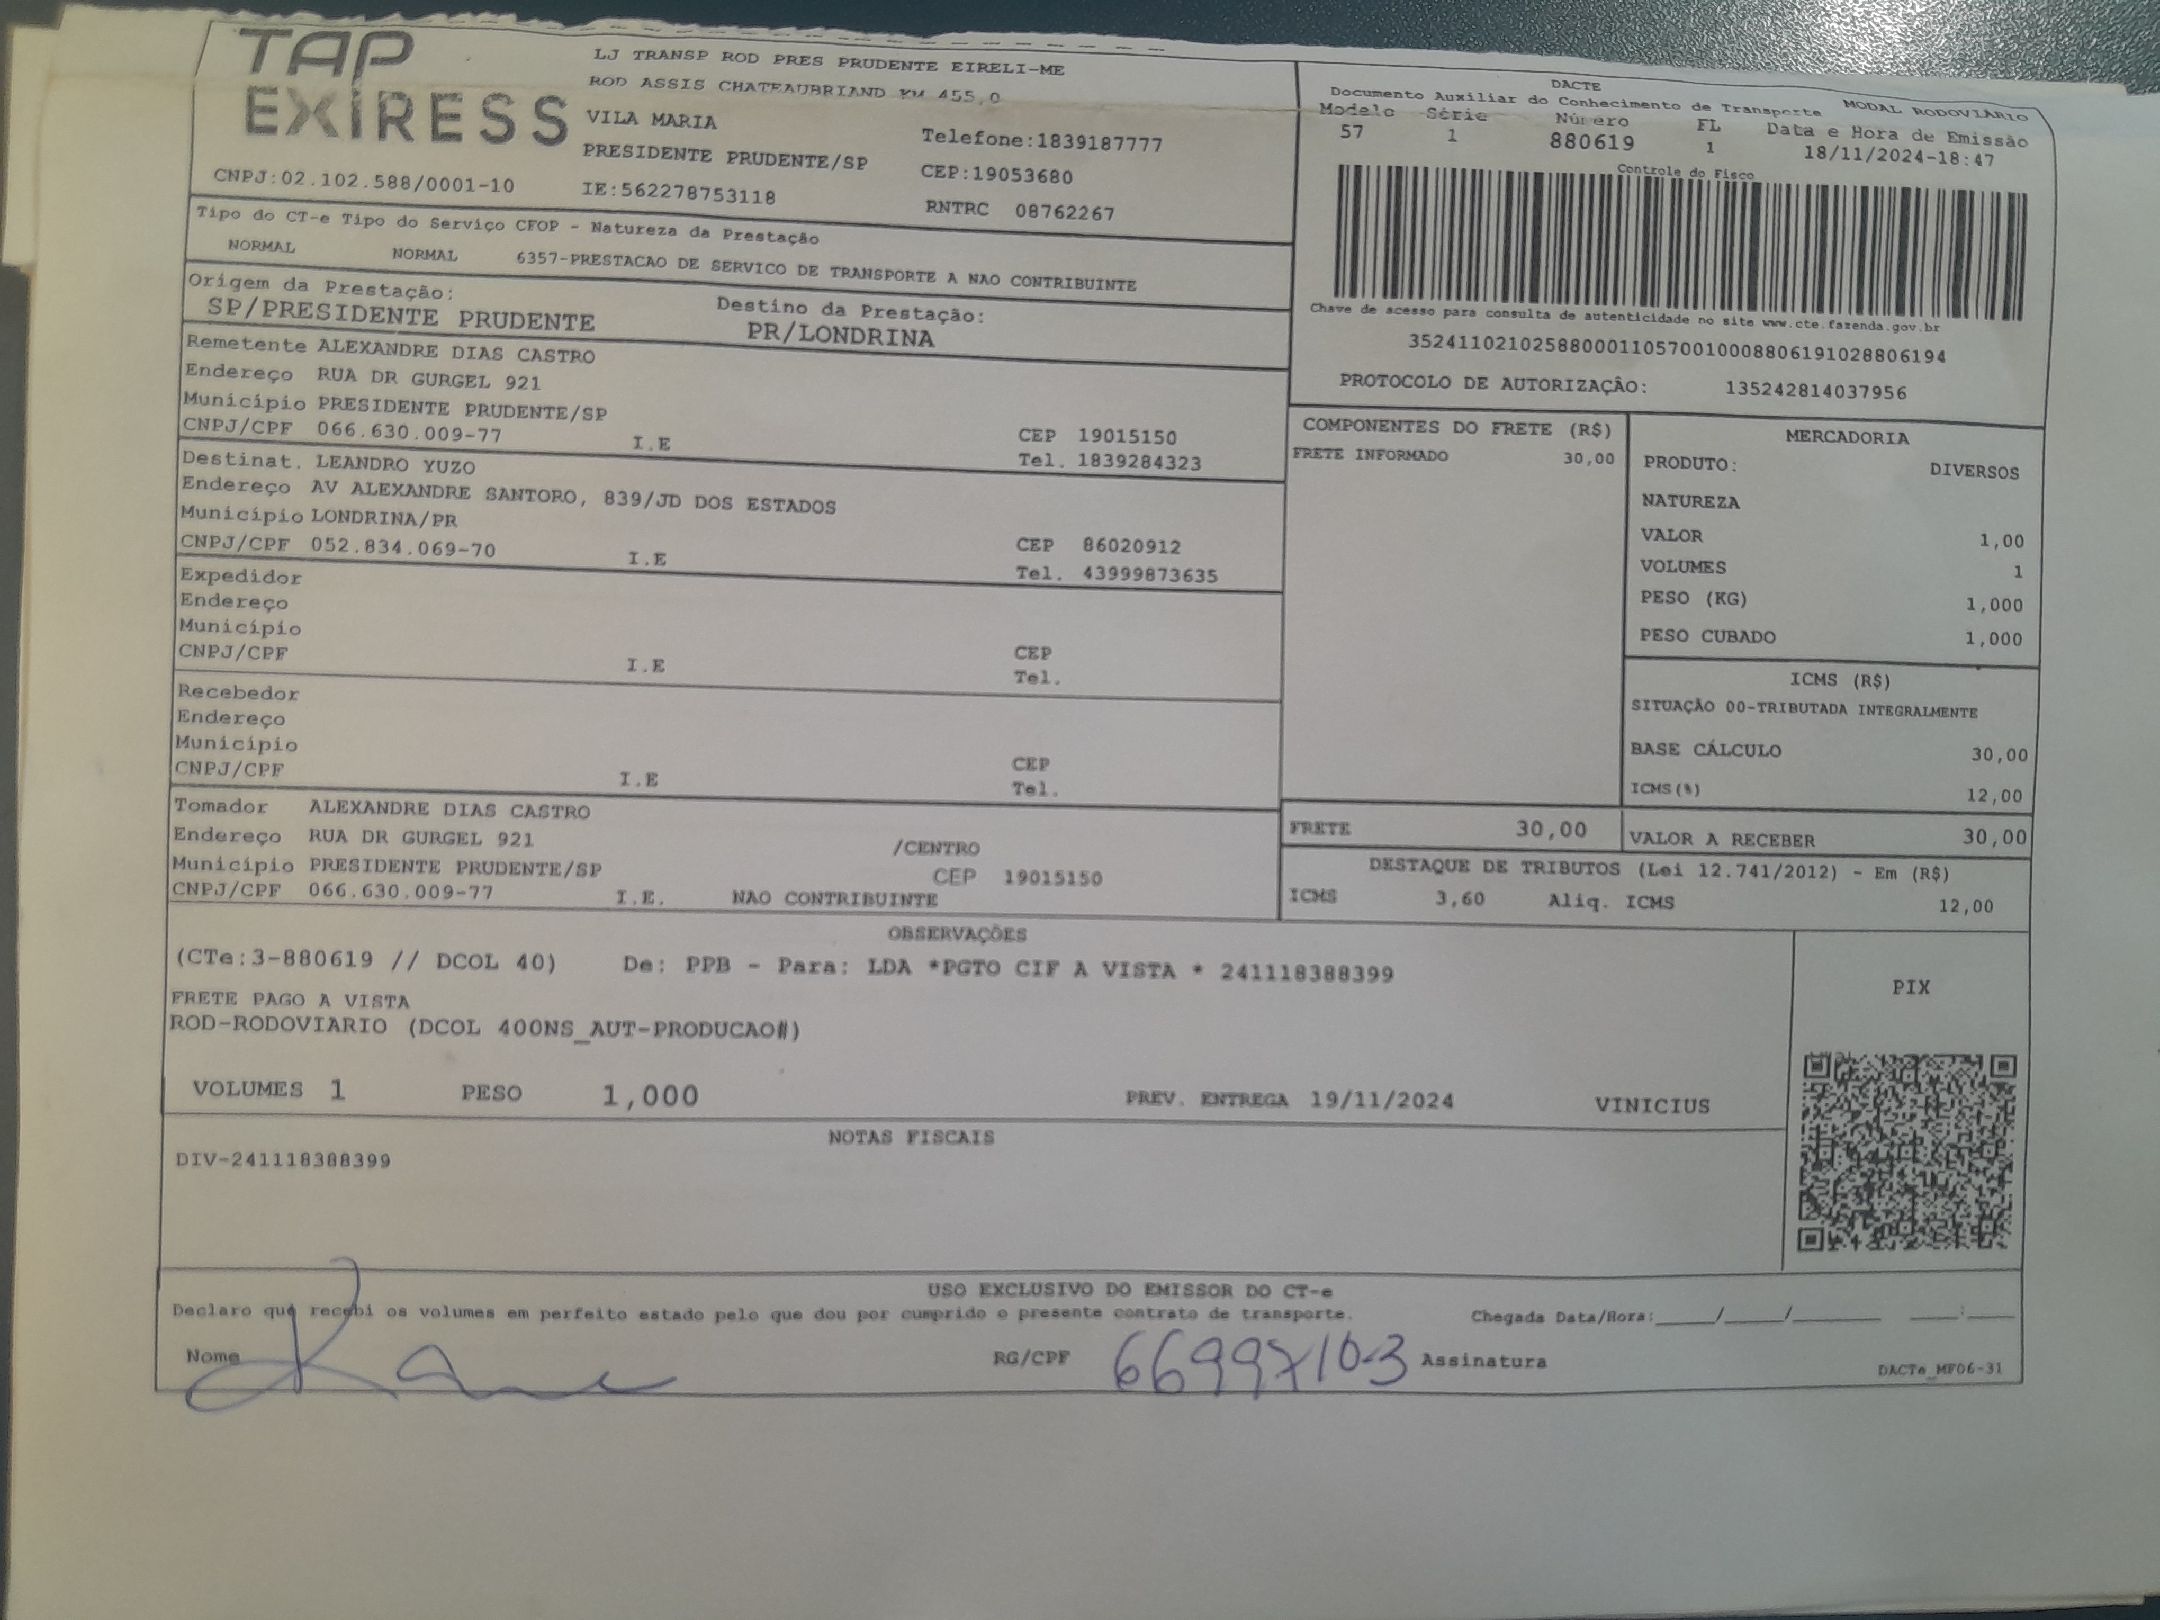 TAP
EXIRESS
CNPJ:02.102.588/0001-10
LJ TRANSP ROD PRES PRUDENTE EIRELI-ME
ROD ASSIS CHATEAUBRIAND KM 455,0
VILA MARIA
Telefone:1839187777
PRESIDENTE PRUDENTE/SP
CEP:19053680
IE:562278753118
RNTRC 08762267
DACTE
Documento Auxiliar do Conhecimento de Transporte MODAL RODOVIÁRIO
Modelo Série Número FL Data e Hora de Emissão
57 1 880619 1 18/11/2024-18:47
Controle do Fisco
Chave de acesso para consulta de autenticidade no site www.cte.fazenda.gov.br
35241102102588000110570010008806191028806194
PROTOCOLO DE AUTORIZAÇÃO: 135242814037956
Tipo do CT-e Tipo do Serviço CFOP - Natureza da Prestação
NORMAL NORMAL 6357-PRESTACAO DE SERVICO DE TRANSPORTE A NAO CONTRIBUINTE
Origem da Prestação: Destino da Prestação:
SP/PRESIDENTE PRUDENTE PR/LONDRINA
Remetente ALEXANDRE DIAS CASTRO
Endereço RUA DR GURGEL 921
Município PRESIDENTE PRUDENTE/SP
CNPJ/CPF 066.630.009-77 I.E CEP 19015150
Tel. 1839284323
Destinat. LEANDRO YUZO
Endereço AV ALEXANDRE SANTORO, 839/JD DOS ESTADOS
Município LONDRINA/PR
CNPJ/CPF 052.834.069-70 I.E CEP 86020912
Tel. 43999873635
Expedidor
Endereço
Município
CNPJ/CPF I.E CEP
Tel.
Recebedor
Endereço
Município
CNPJ/CPF I.E CEP
Tel.
Tomador ALEXANDRE DIAS CASTRO
Endereço RUA DR GURGEL 921 /CENTRO
Município PRESIDENTE PRUDENTE/SP CEP 19015150
CNPJ/CPF 066.630.009-77 I.E. NAO CONTRIBUINTE
COMPONENTES DO FRETE (R$)
FRETE INFORMADO 30,00
MERCADORIA
PRODUTO: DIVERSOS
NATUREZA
VALOR 1,00
VOLUMES 1
PESO (KG) 1,000
PESO CUBADO 1,000
ICMS (R$)
SITUAÇÃO 00-TRIBUTADA INTEGRALMENTE
BASE CÁLCULO 30,00
ICMS(%) 12,00
FRETE 30,00 VALOR A RECEBER 30,00
DESTAQUE DE TRIBUTOS (Lei 12.741/2012) - Em (R$)
ICMS 3,60 Aliq. ICMS 12,00
OBSERVAÇÕES
(CTe:3-880619 // DCOL 40) De: PPB - Para: LDA *PGTO CIF A VISTA * 241118388399
FRETE PAGO A VISTA
ROD-RODOVIARIO (DCOL 400NS_AUT-PRODUCAO#)
PIX
VOLUMES 1 PESO 1,000 PREV. ENTREGA 19/11/2024 VINICIUS
NOTAS FISCAIS
DIV-241118388399
USO EXCLUSIVO DO EMISSOR DO CT-e
Declaro que recebi os volumes em perfeito estado pelo que dou por cumprido o presente contrato de transporte. Chegada Data/Hora:_____/_____/________ ____:____
Nome RG/CPF 66997103 Assinatura
DACTe_MF06-31